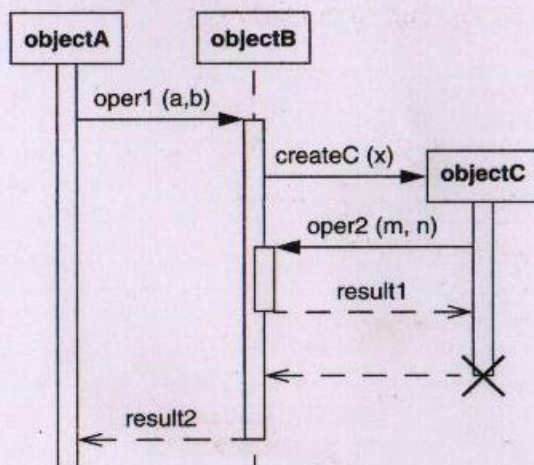 objectA
objectB
oper1 (a,b)
createC (x)
objectC
oper2 (m, n)
result1
result2